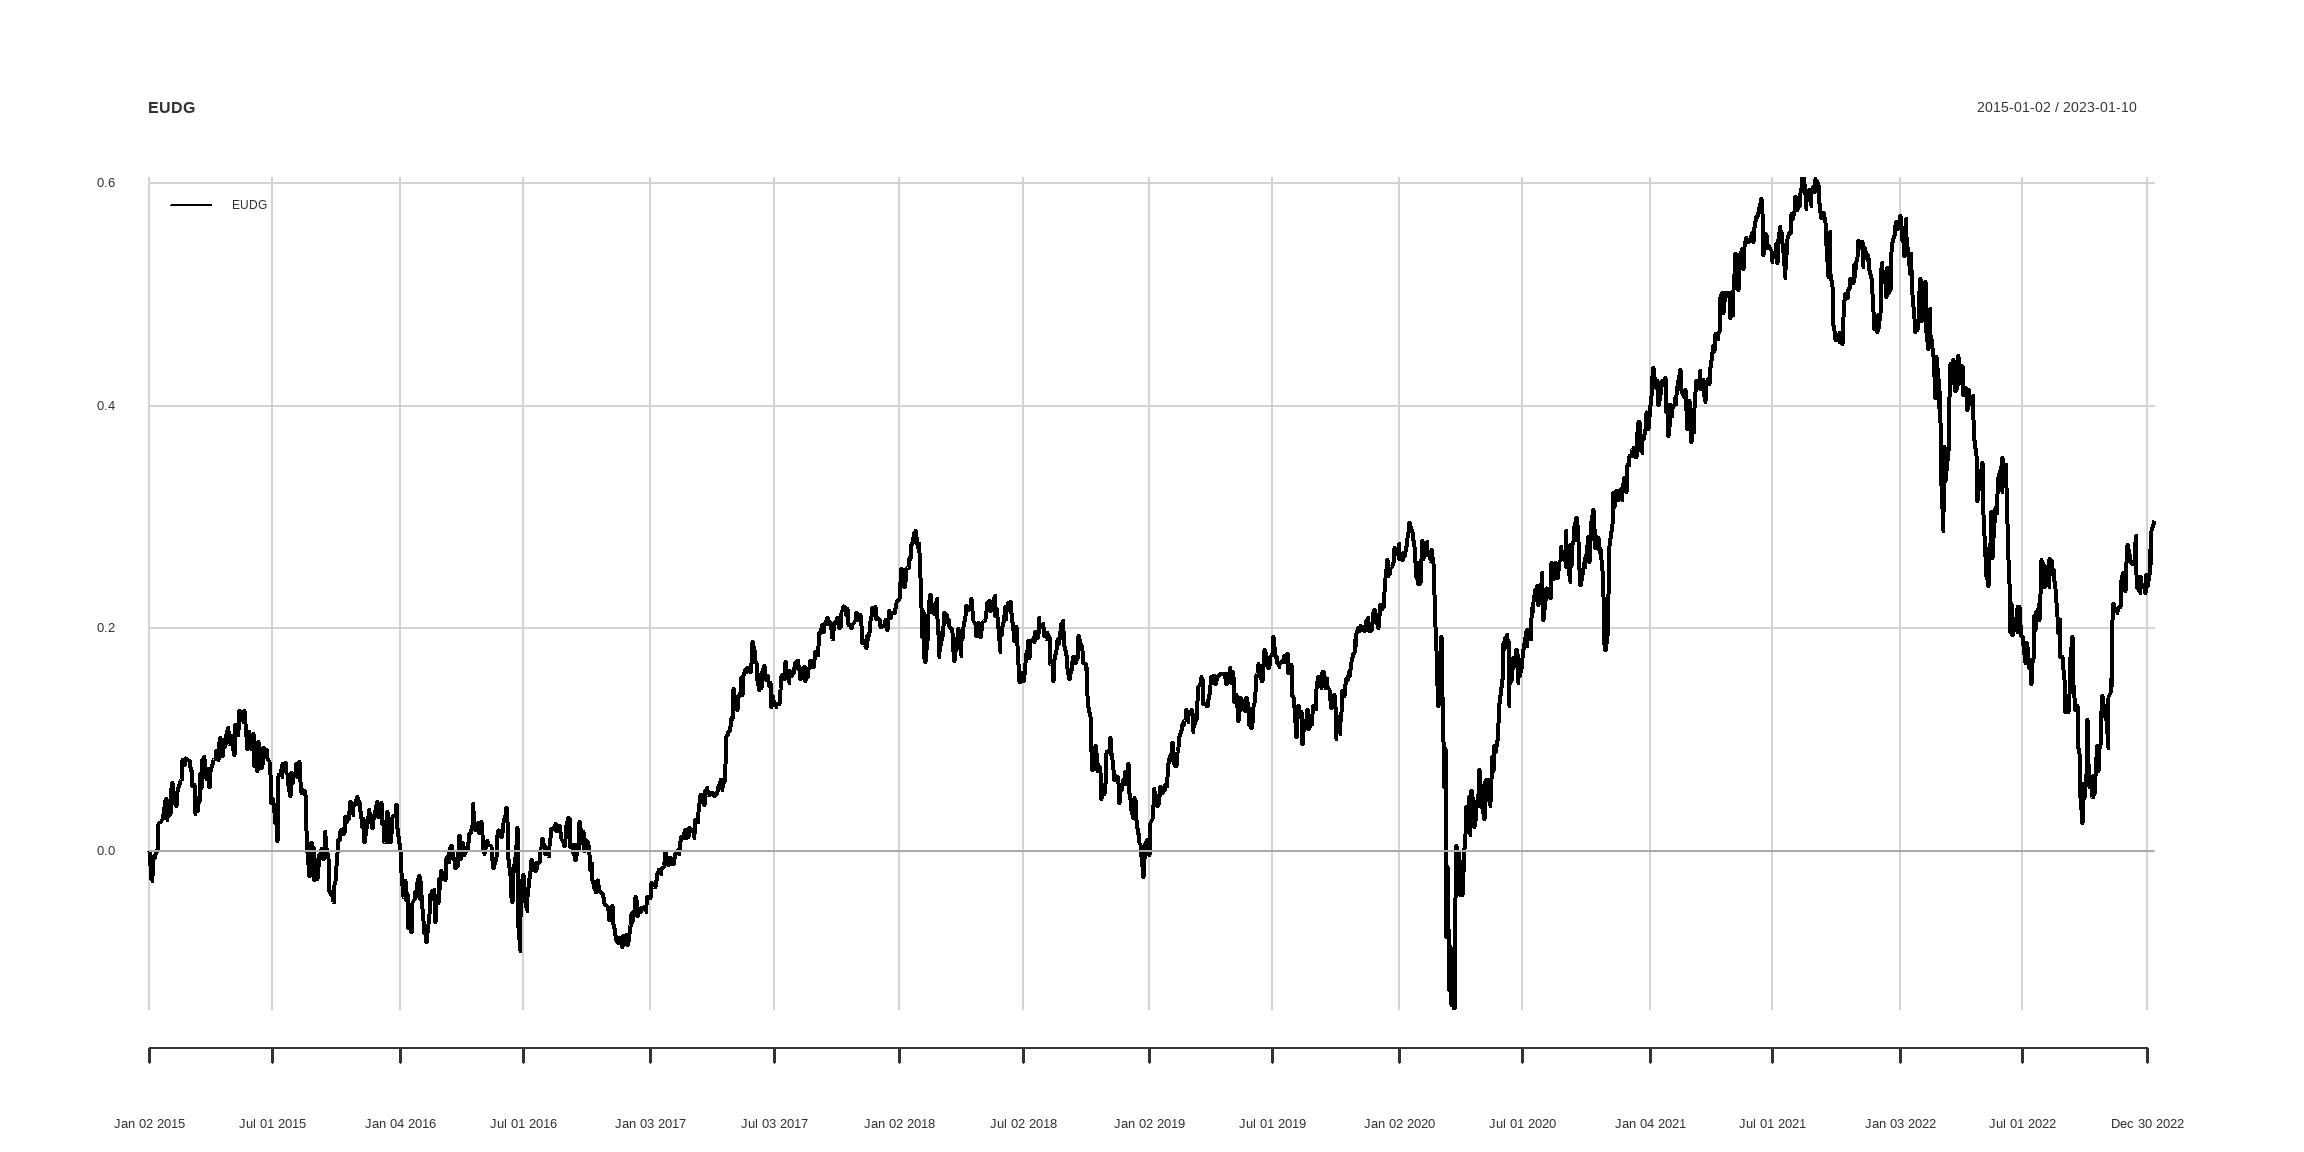 EUDG
2015-01-02 / 2023-01-10
0.6
EUDG
0.4
0.2
0.0
Jan 02 2015
Jul 01 2015
Jan 04 2016
Jul 01 2016
Jan 03 2017
Jul 03 2017
Jan 02 2018
Jul 02 2018
Jan 02 2019
Jul 01 2019
Jan 02 2020
Jul 01 2020
Jan 04 2021
Jul 01 2021
Jan 03 2022
Jul 01 2022
Dec 30 2022